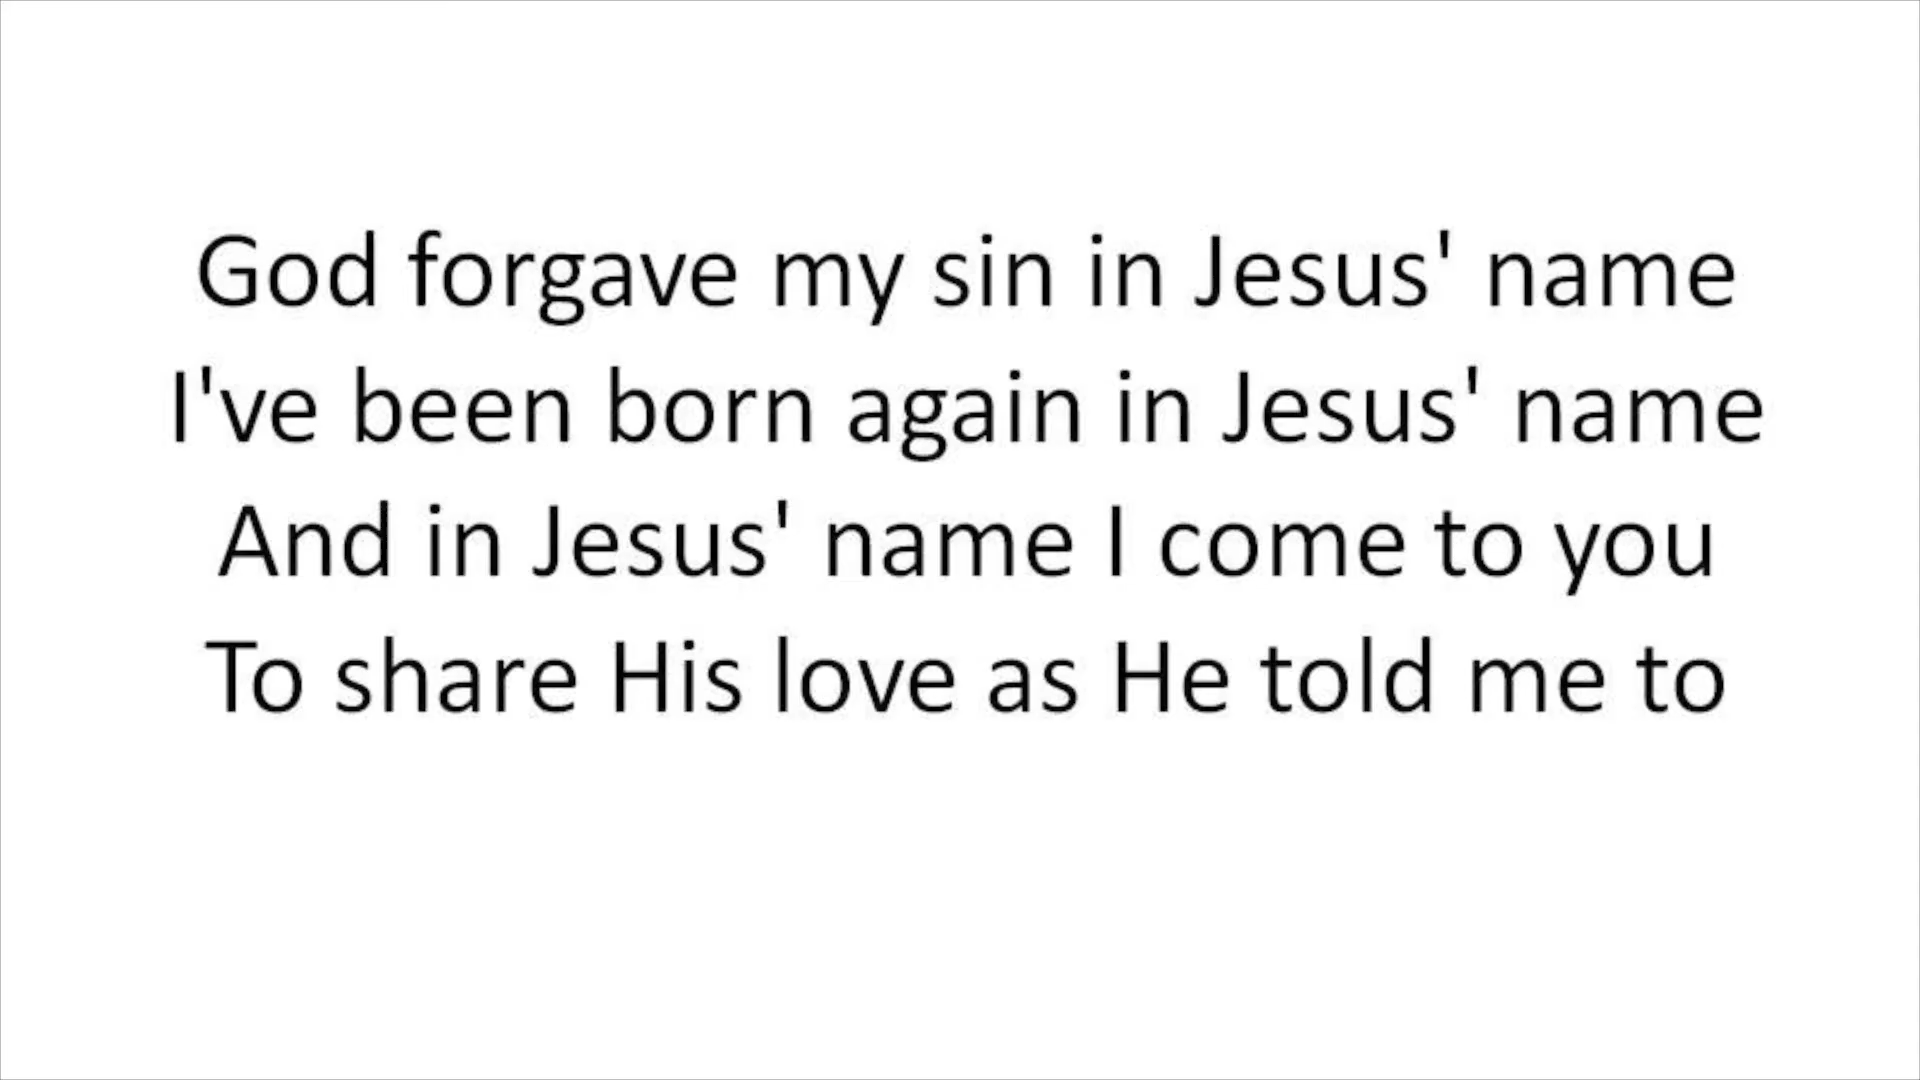 God forgave my sin in Jesus' name
I've been born again in Jesus' name
And in Jesus' name I come to you
To share His love as He told me to